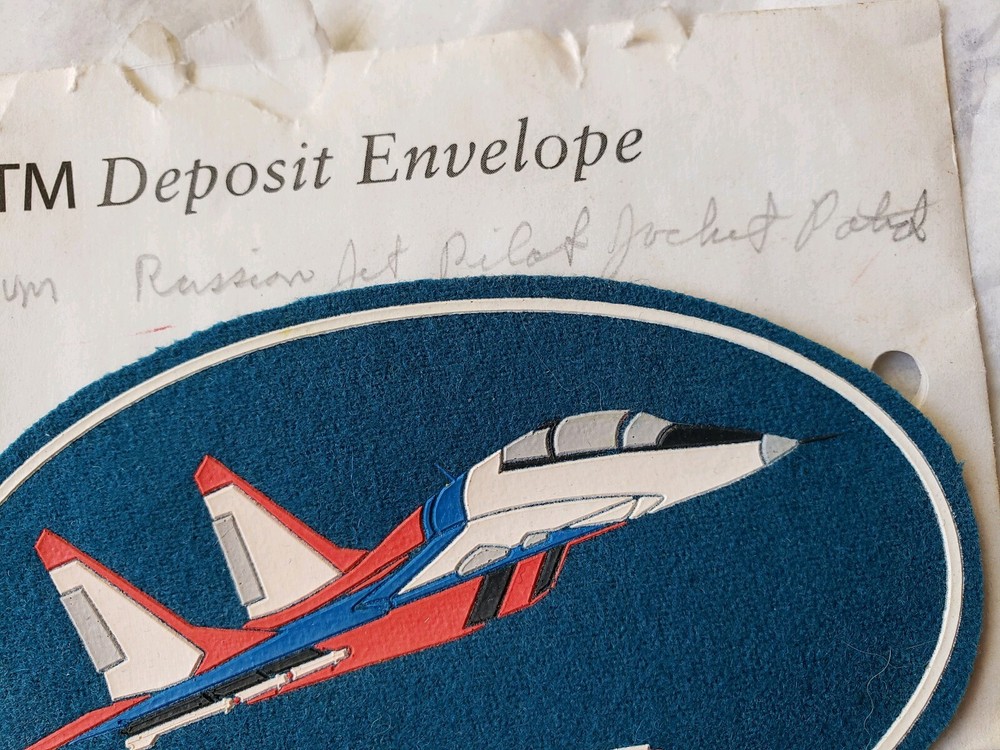 TM Deposit Envelope
Russian Jet Pilot Jacket Patch